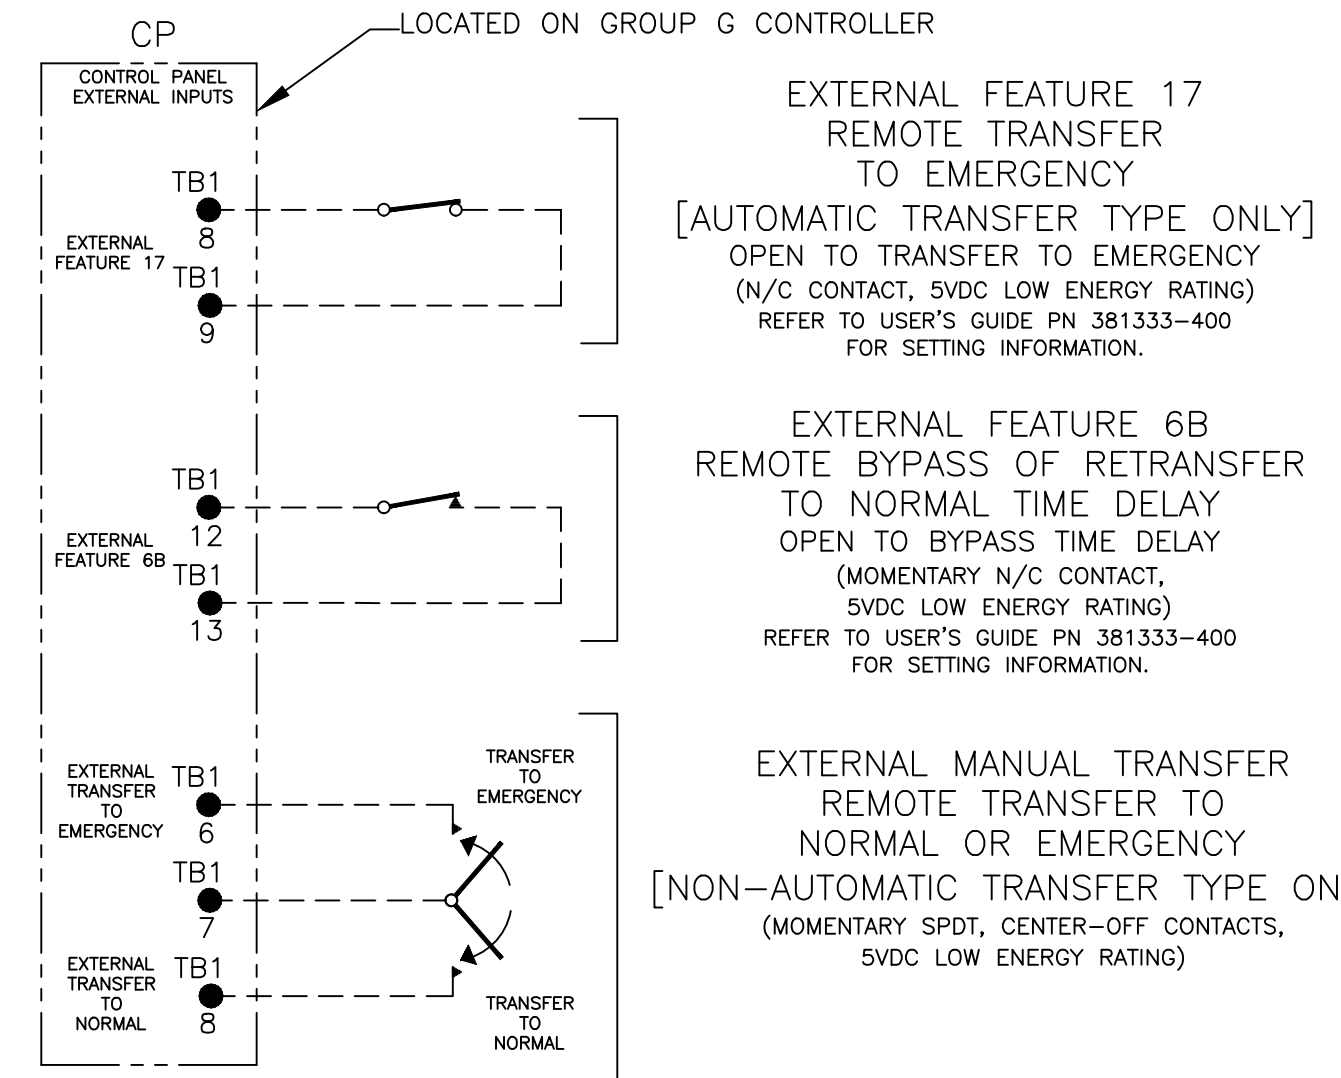 CP
LOCATED ON GROUP G CONTROLLER
CONTROL PANEL
EXTERNAL INPUTS
TB1
8
EXTERNAL
FEATURE 17
TB1
9
EXTERNAL FEATURE 17
REMOTE TRANSFER
TO EMERGENCY
[AUTOMATIC TRANSFER TYPE ONLY]
OPEN TO TRANSFER TO EMERGENCY
(N/C CONTACT, 5VDC LOW ENERGY RATING)
REFER TO USER'S GUIDE PN 381333-400
FOR SETTING INFORMATION.
TB1
12
EXTERNAL
FEATURE 6B
TB1
13
EXTERNAL FEATURE 6B
REMOTE BYPASS OF RETRANSFER
TO NORMAL TIME DELAY
OPEN TO BYPASS TIME DELAY
(MOMENTARY N/C CONTACT,
5VDC LOW ENERGY RATING)
REFER TO USER'S GUIDE PN 381333-400
FOR SETTING INFORMATION.
EXTERNAL
TRANSFER
TO
EMERGENCY
TB1
6
TB1
7
EXTERNAL
TRANSFER
TO
NORMAL
TB1
8
TRANSFER
TO
EMERGENCY
TRANSFER
TO
NORMAL
EXTERNAL MANUAL TRANSFER
REMOTE TRANSFER TO
NORMAL OR EMERGENCY
[NON-AUTOMATIC TRANSFER TYPE ON
(MOMENTARY SPDT, CENTER-OFF CONTACTS,
5VDC LOW ENERGY RATING)